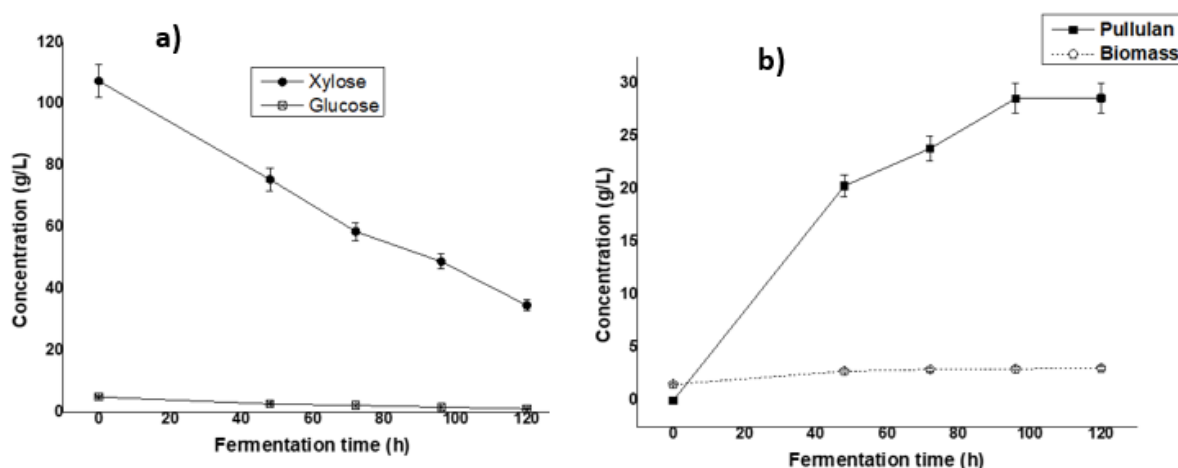 a)
120
100
80
60
40
20
0
Concentration (g/L)
Xylose
Glucose
0 20 40 60 80 100 120
Fermentation time (h)
b)
Pullulan
Biomass
30
25
20
15
10
5
0
Concentration (g/L)
0 20 40 60 80 100 120
Fermentation time (h)